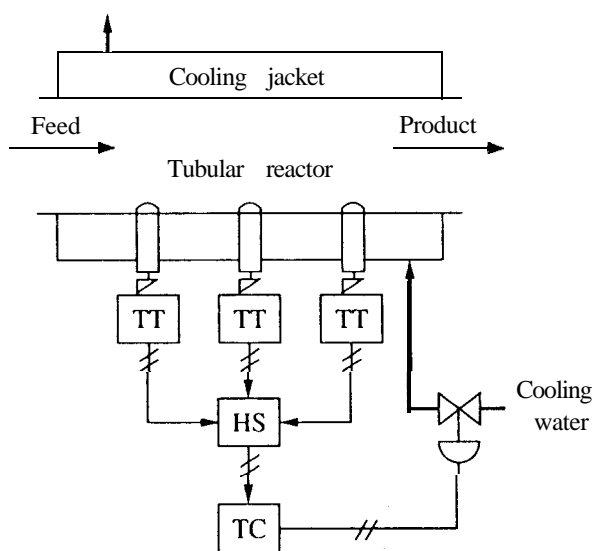 Cooling jacket
Feed
Product
Tubular reactor
TT
TT
TT
Cooling
water
HS
TC